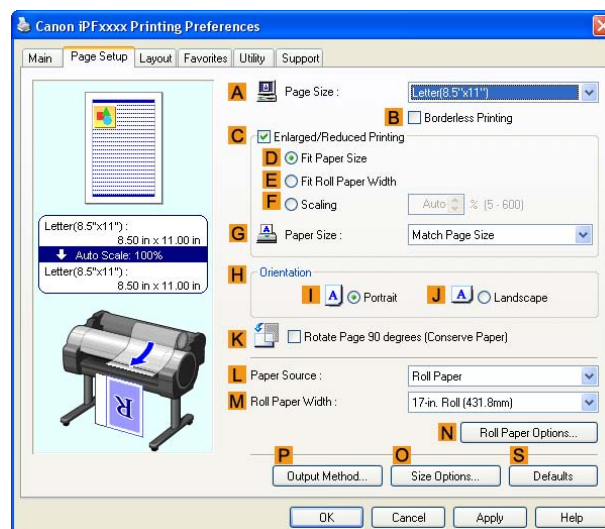 Canon iPFxxxx Printing Preferences
Main Page Setup Layout Favorites Utility Support
A Page Size : Letter(8.5"x11")
B Borderless Printing
C Enlarged/Reduced Printing
D Fit Paper Size
E Fit Roll Paper Width
F Scaling Auto % (5 - 600)
Letter(8.5"x11") :
8.50 in x 11.00 in
Auto Scale: 100%
Letter(8.5"x11") :
8.50 in x 11.00 in
G Paper Size : Match Page Size
H Orientation
I A Portrait J A Landscape
K Rotate Page 90 degrees (Conserve Paper)
R
L Paper Source : Roll Paper
M Roll Paper Width : 17-in. Roll (431.8mm)
N Roll Paper Options...
P O S
Output Method... Size Options... Defaults
OK Cancel Apply Help